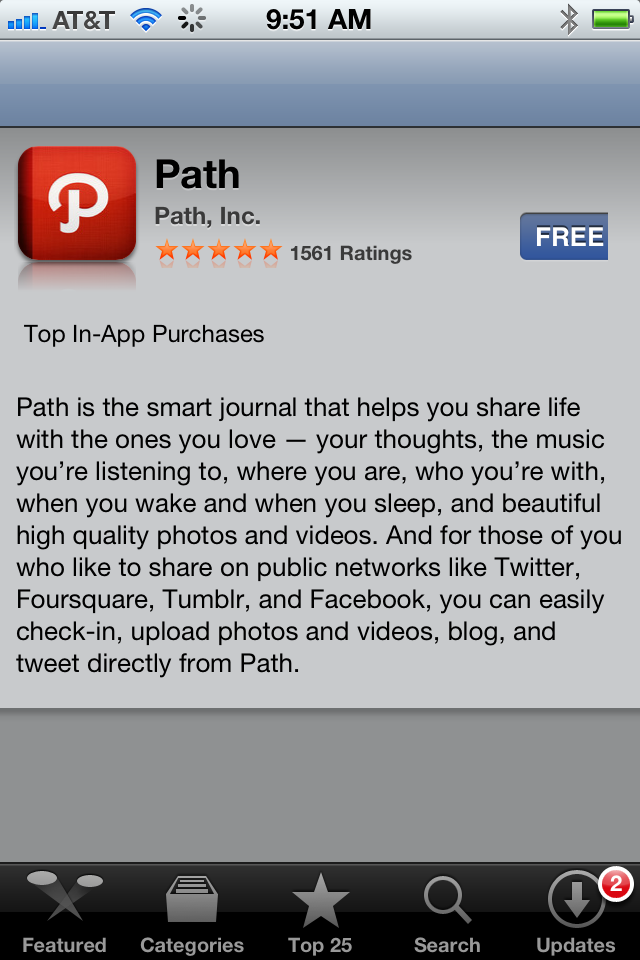 AT&T 9:51 AM
Path
Path, Inc.
1561 Ratings
FREE
Top In-App Purchases
Path is the smart journal that helps you share life
with the ones you love — your thoughts, the music
you’re listening to, where you are, who you’re with,
when you wake and when you sleep, and beautiful
high quality photos and videos. And for those of you
who like to share on public networks like Twitter,
Foursquare, Tumblr, and Facebook, you can easily
check-in, upload photos and videos, blog, and
tweet directly from Path.
2
Featured Categories Top 25 Search Updates